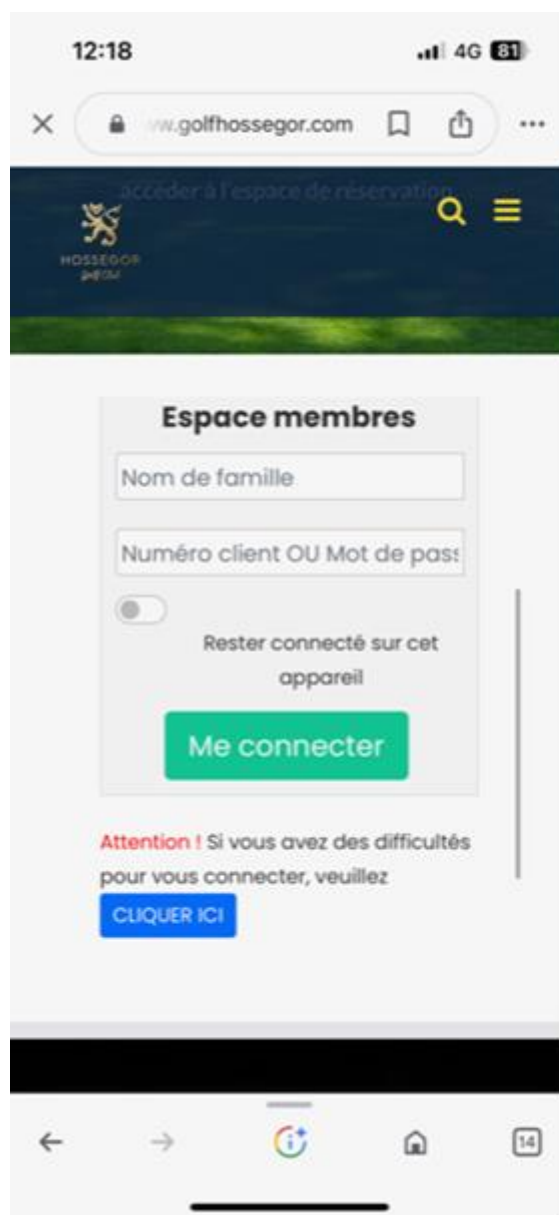 12:18
4G 81
w.golfhossegor.com
accéder à l'espace de réservation
HOSSEGOR
Espace membres
Nom de famille
Numéro client OU Mot de pass
Rester connecté sur cet
appareil
Me connecter
Attention ! Si vous avez des difficultés
pour vous connecter, veuillez
CLIQUER ICI
14